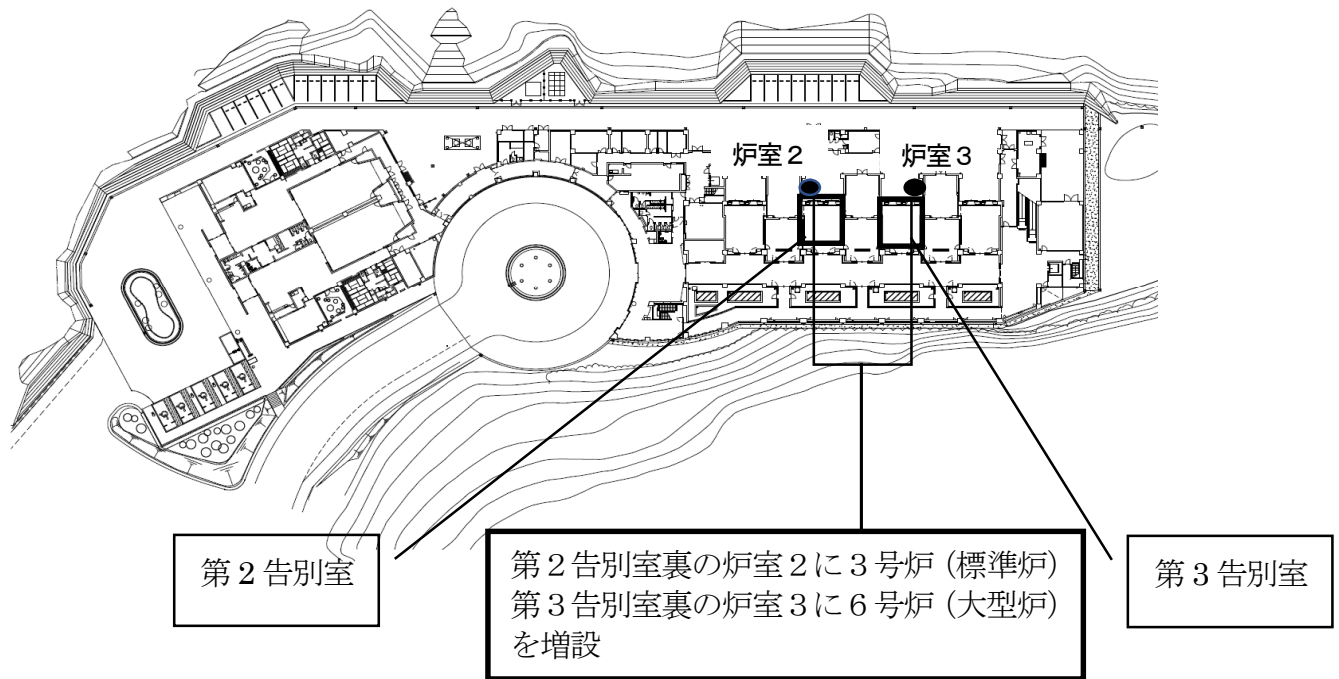 炉室２
炉室３
第２告別室
第２告別室裏の炉室２に３号炉（標準炉）
第３告別室裏の炉室３に６号炉（大型炉）
を増設
第３告別室